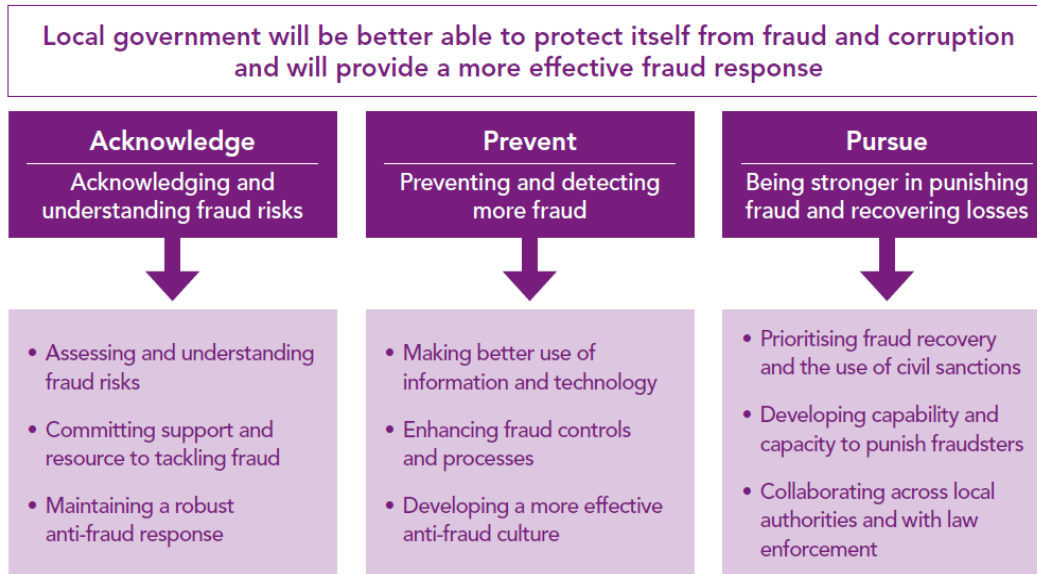 Local government will be better able to protect itself from fraud and corruption
and will provide a more effective fraud response
Acknowledge
Acknowledging and
understanding fraud risks
• Assessing and understanding
fraud risks
• Committing support and
resource to tackling fraud
• Maintaining a robust
anti-fraud response
Prevent
Preventing and detecting
more fraud
• Making better use of
information and technology
• Enhancing fraud controls
and processes
• Developing a more effective
anti-fraud culture
Pursue
Being stronger in punishing
fraud and recovering losses
• Prioritising fraud recovery
and the use of civil sanctions
• Developing capability and
capacity to punish fraudsters
• Collaborating across local
authorities and with law
enforcement